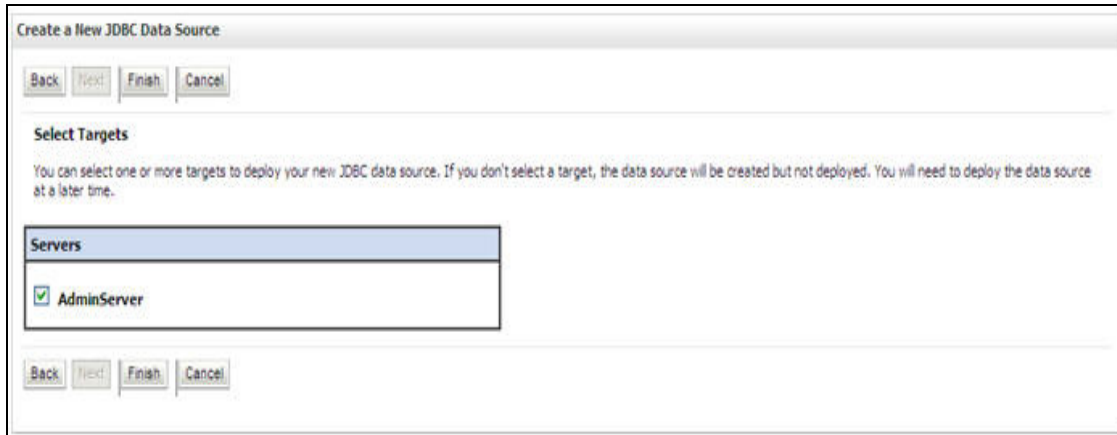 Create a New JDBC Data Source
Back Next Finish Cancel
Select Targets
You can select one or more targets to deploy your new JDBC data source. If you don't select a target, the data source will be created but not deployed. You will need to deploy the data source
at a later time.
Servers
AdminServer
Back Next Finish Cancel